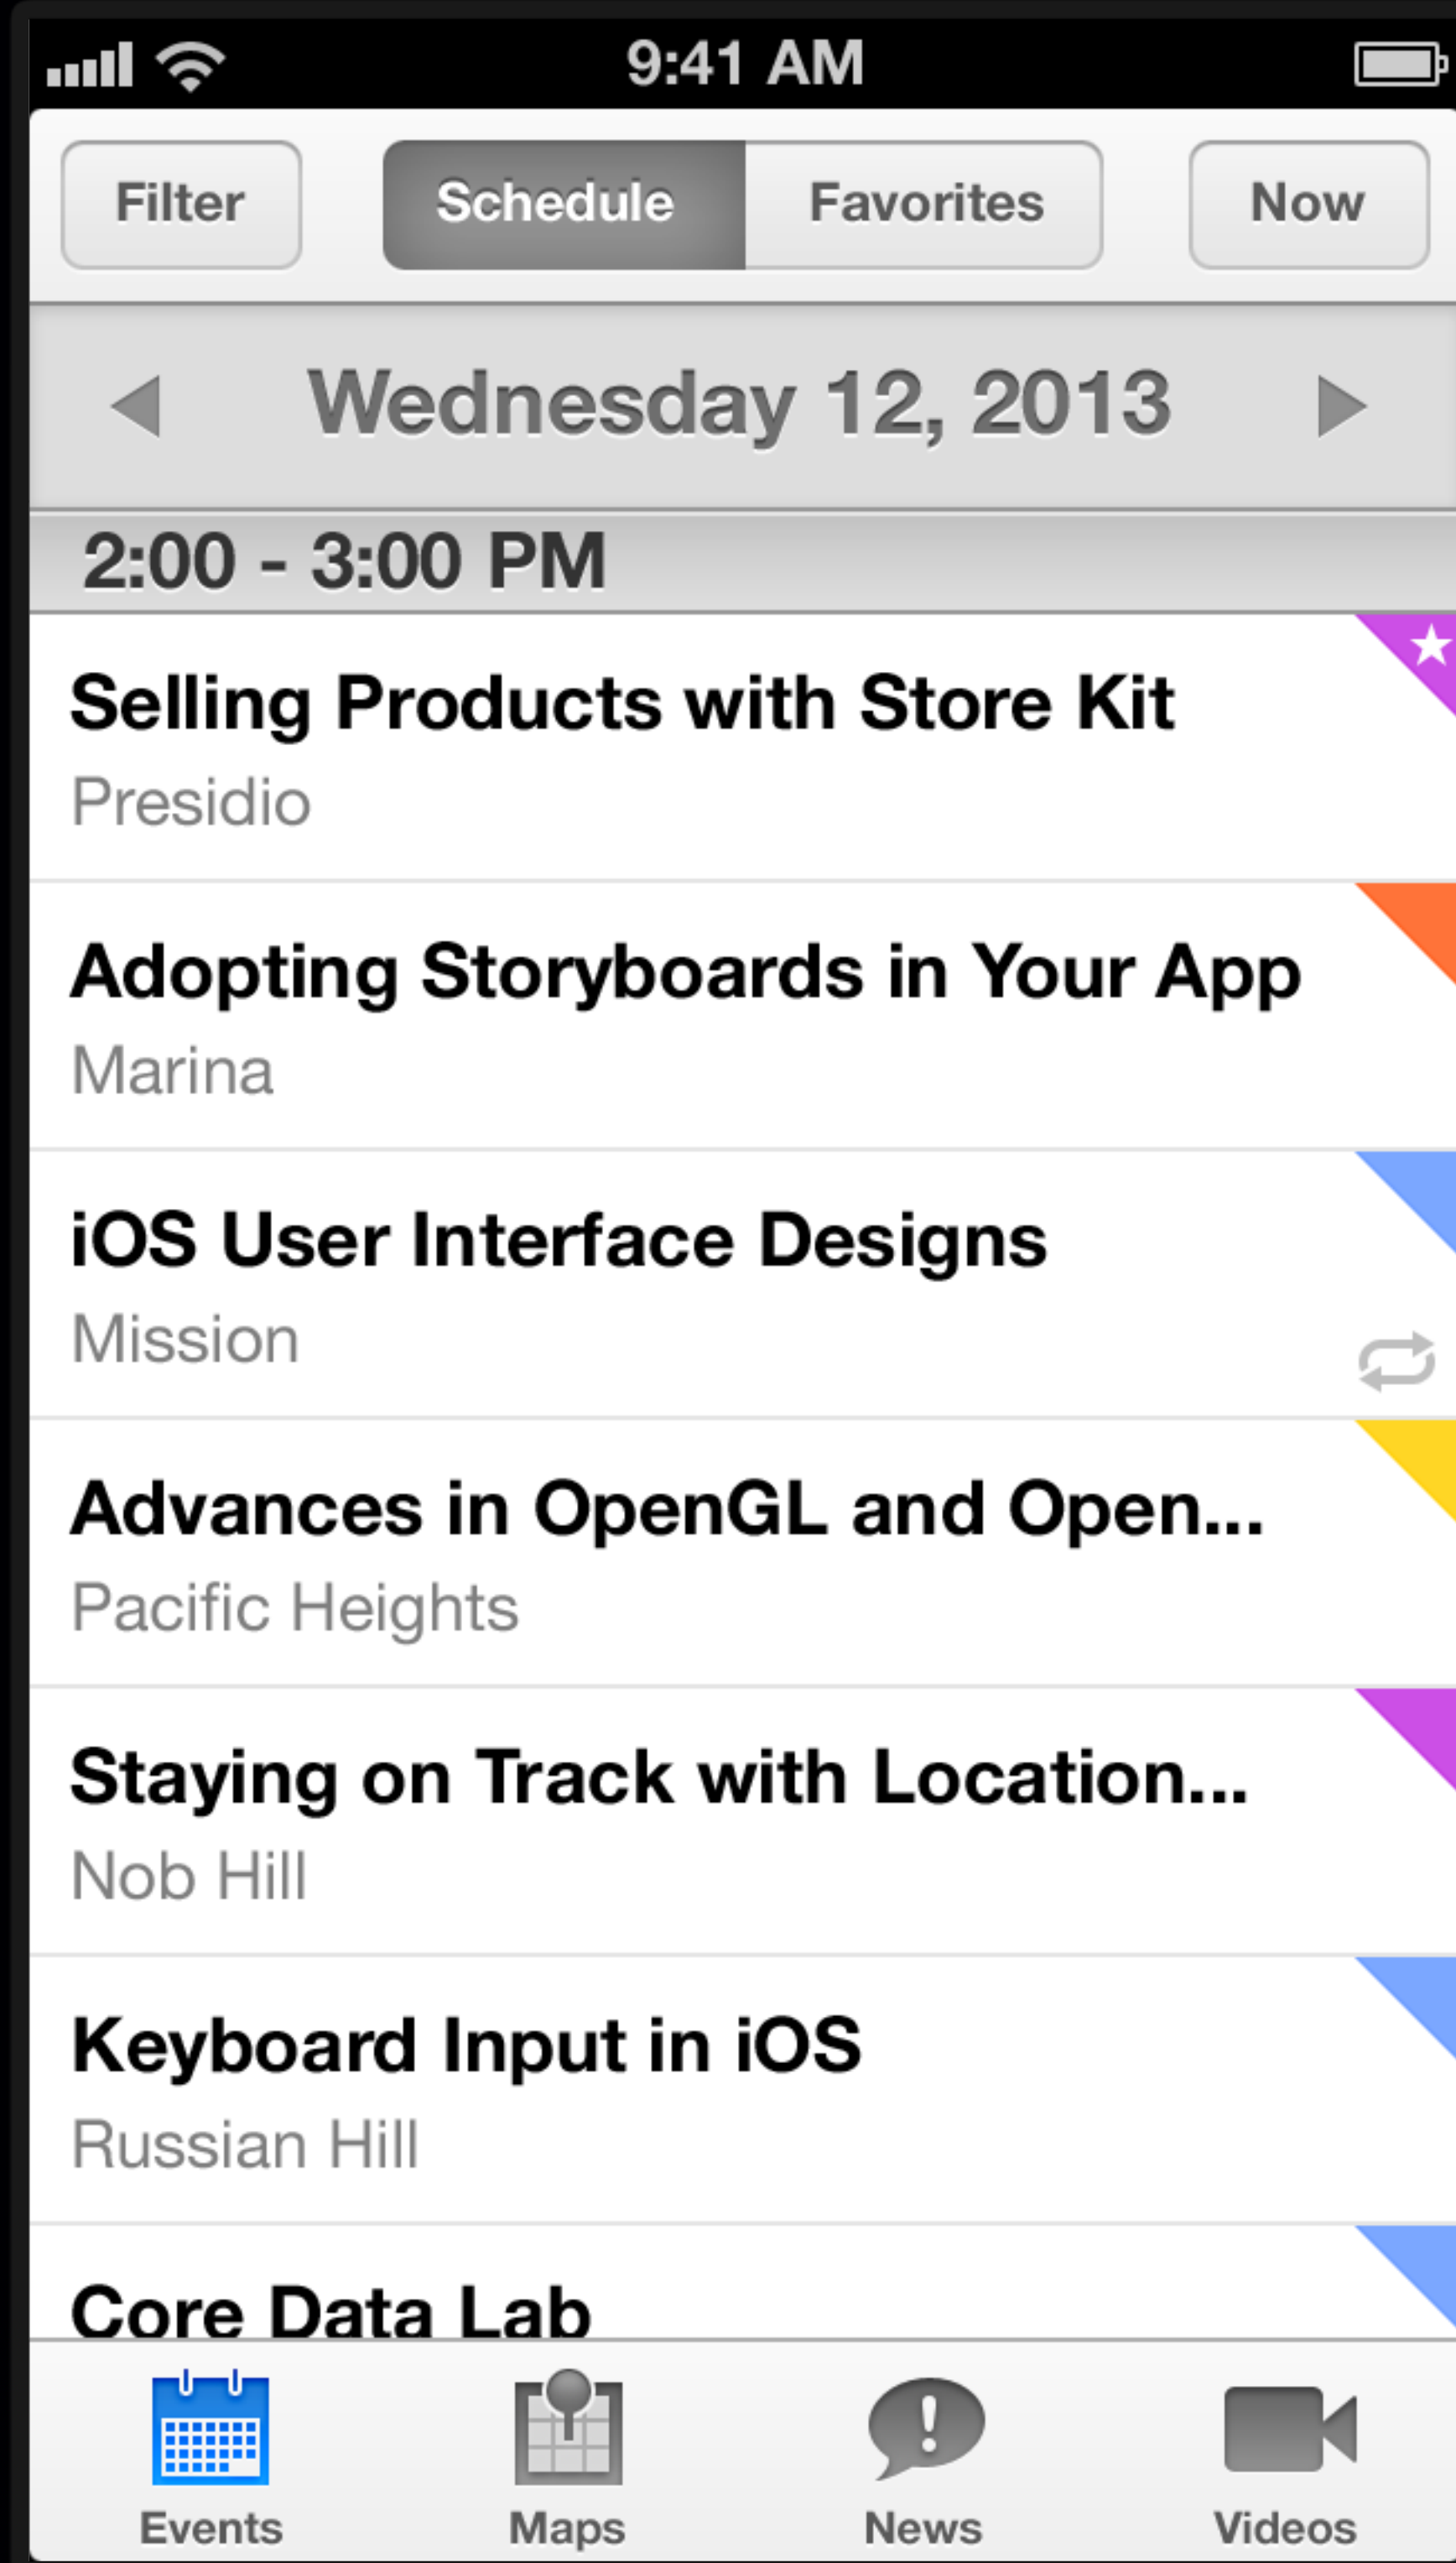 9:41 AM
Filter Schedule Favorites Now
Wednesday 12, 2013
2:00 - 3:00 PM
Selling Products with Store Kit
Presidio
Adopting Storyboards in Your App
Marina
iOS User Interface Designs
Mission
Advances in OpenGL and Open...
Pacific Heights
Staying on Track with Location...
Nob Hill
Keyboard Input in iOS
Russian Hill
Core Data Lab
Events Maps News Videos